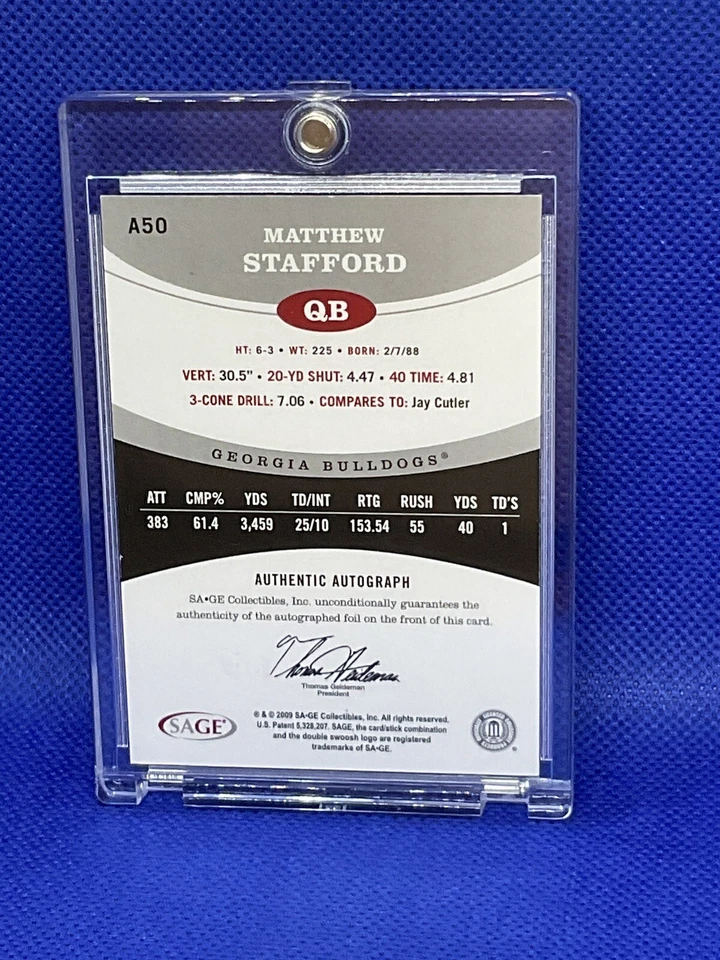 A50
MATTHEW
STAFFORD
QB
HT: 6-3 • WT: 225 • BORN: 2/7/88
VERT: 30.5" • 20-YD SHUT: 4.47 • 40 TIME: 4.81
3-CONE DRILL: 7.06 • COMPARES TO: Jay Cutler
GEORGIA BULLDOGS®
ATT CMP% YDS TD/INT RTG RUSH YDS TD'S
383 61.4 3,459 25/10 153.54 55 40 1
AUTHENTIC AUTOGRAPH
SA•GE Collectibles, Inc. unconditionally guarantees the
authenticity of the autographed foil on the front of this card.
Thomas Geideman
President
SAGE®
® & © 2009 SA•GE Collectibles, Inc. All rights reserved.
U.S. Patent 5,328,207. SAGE, the card/stick combination
and the double swoosh logo are registered
trademarks of SA•GE.